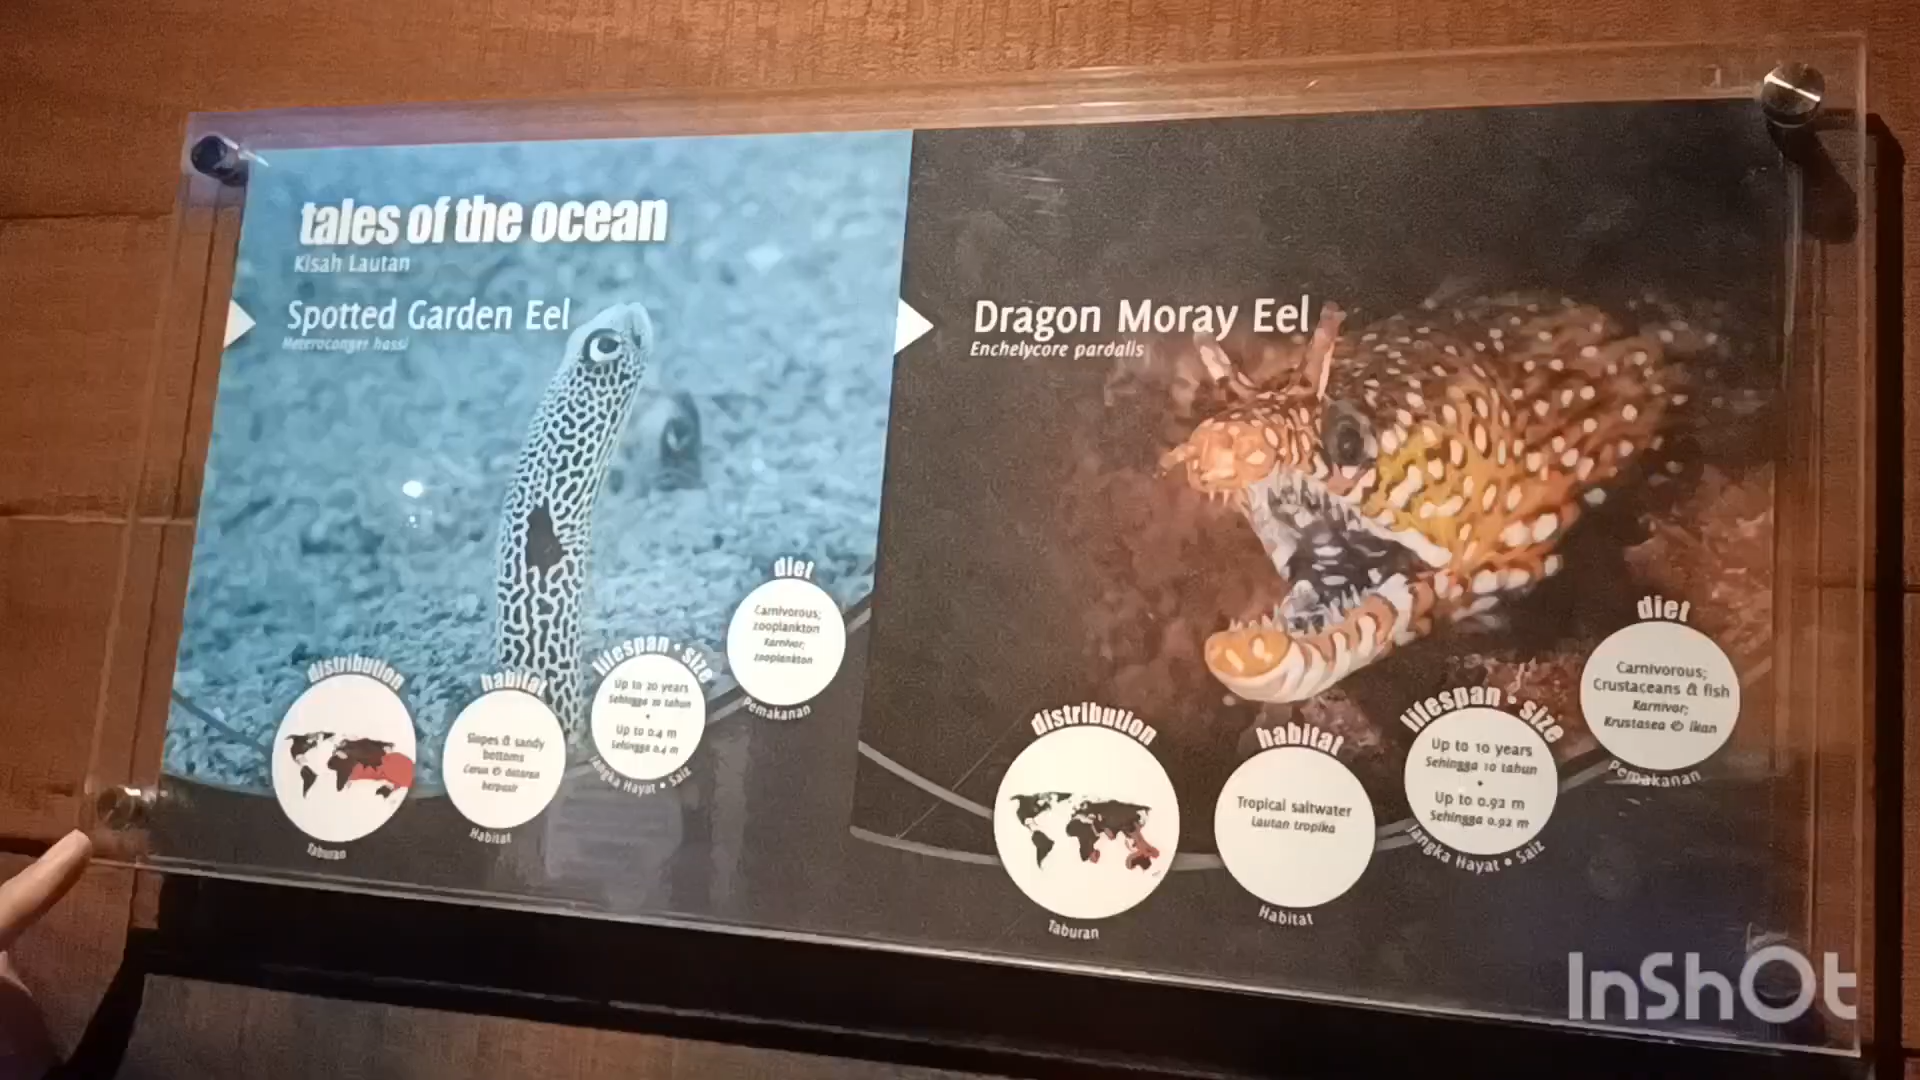 tales of the ocean
Kisah Lautan
Spotted Garden Eel
Heteroconger hassi
distribution
Taburan
habitat
Slopes & sandy
bottoms
Cerun & dataran
berpasir
Habitat
lifespan • size
Up to 20 years
Sehingga 20 tahun
•
Up to 0.4 m
Sehingga 0.4 m
Jangka Hayat • Saiz
diet
Carnivorous;
zooplankton
Karnivor;
zooplankton
Pemakanan
Dragon Moray Eel
Enchelycore pardalis
distribution
Taburan
habitat
Tropical saltwater
Lautan tropika
Habitat
lifespan • size
Up to 10 years
Sehingga 10 tahun
•
Up to 0.92 m
Sehingga 0.92 m
Jangka Hayat • Saiz
diet
Carnivorous;
Crustaceans & fish
Karnivor;
Krustasea & ikan
Pemakanan
InShOt